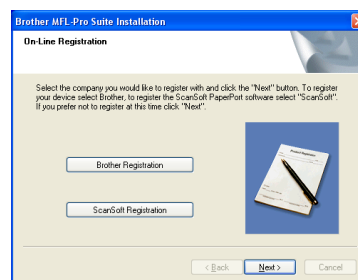 Brother MFL-Pro Suite Installation
On-Line Registration
Select the company you would like to register with and click the "Next" button. To register
your device select Brother, to register the ScanSoft PaperPort software select "ScanSoft".
If you prefer not to register at this time click "Next".
Brother Registration
ScanSoft Registration
< Back
Next >
Cancel